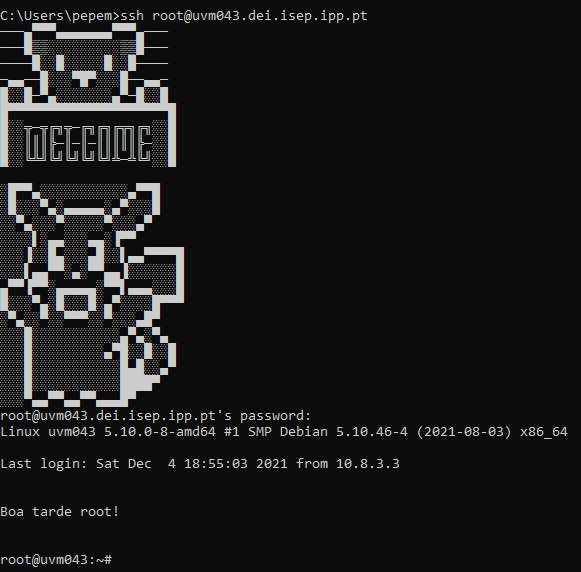 C:\Users\pepem>ssh root@uvm043.dei.isep.ipp.pt
WELCOME
root@uvm043.dei.isep.ipp.pt's password:
Linux uvm043 5.10.0-8-amd64 #1 SMP Debian 5.10.46-4 (2021-08-03) x86_64
Last login: Sat Dec  4 18:55:03 2021 from 10.8.3.3
Boa tarde root!
root@uvm043:~#